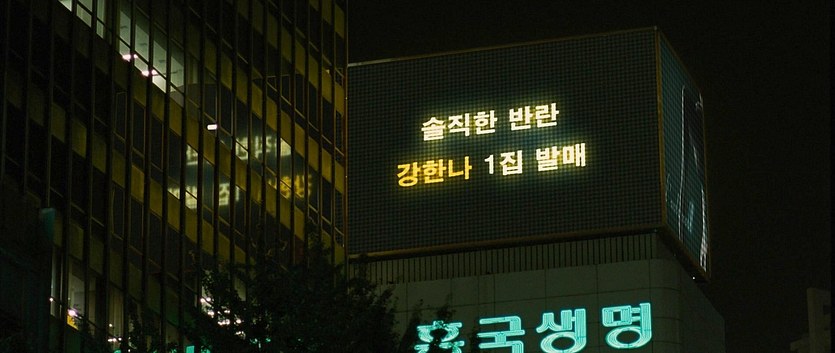 솔직한 반란
강한나 1집 발매
흥국생명